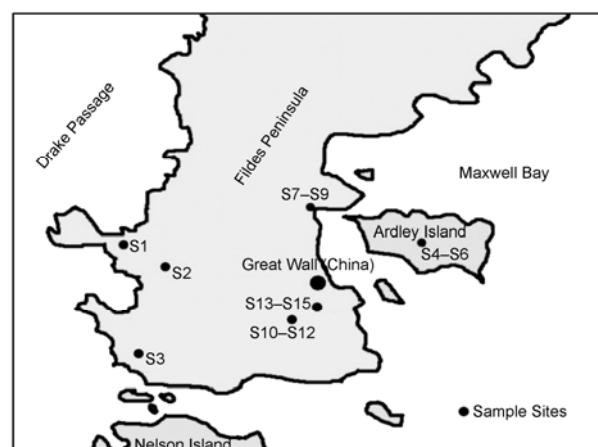 Drake Passage
Fildes Peninsula
Maxwell Bay
S7–S9
Ardley Island
S4–S6
S1
S2
Great Wall (China)
S13–S15
S10–S12
S3
Sample Sites
Nelson Island